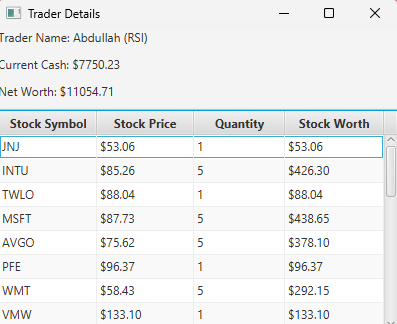 Trader Details
Trader Name: Abdullah (RSI)
Current Cash: $7750.23
Net Worth: $11054.71
Stock Symbol Stock Price Quantity Stock Worth
JNJ $53.06 1 $53.06
INTU $85.26 5 $426.30
TWLO $88.04 1 $88.04
MSFT $87.73 5 $438.65
AVGO $75.62 5 $378.10
PFE $96.37 1 $96.37
WMT $58.43 5 $292.15
VMW $133.10 1 $133.10